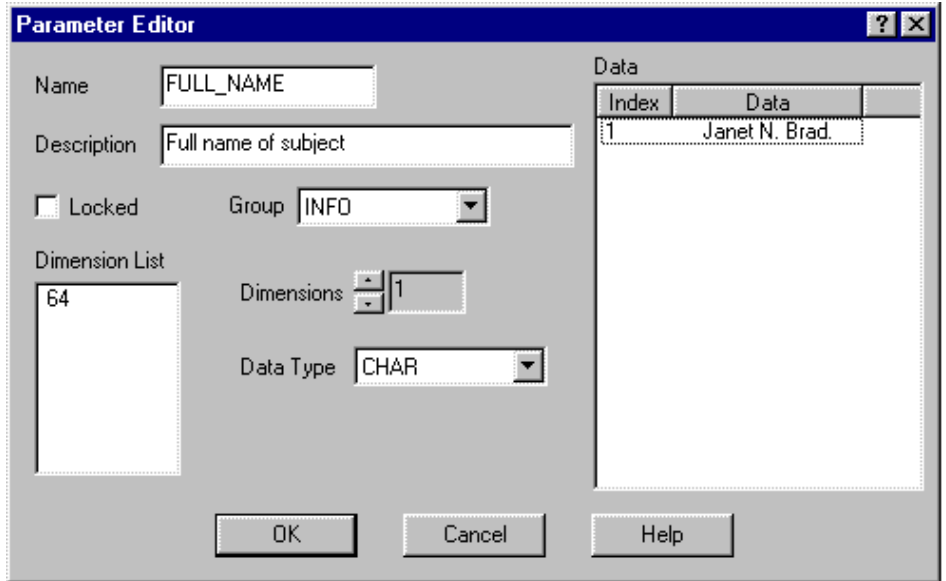 Parameter Editor
Name FULL_NAME
Description Full name of subject
Locked Group INFO
Dimension List
64
Dimensions 1
Data Type CHAR
Data
Index Data
1 Janet N. Brad.
OK Cancel Help